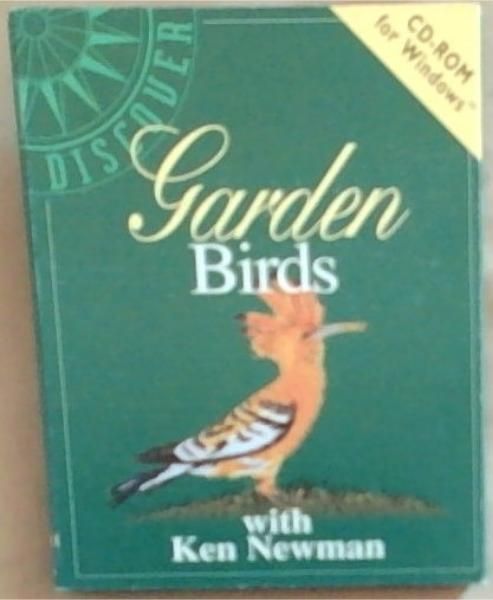 DISCOVER
CD-ROM
for Windows™
Garden
Birds
with
Ken Newman